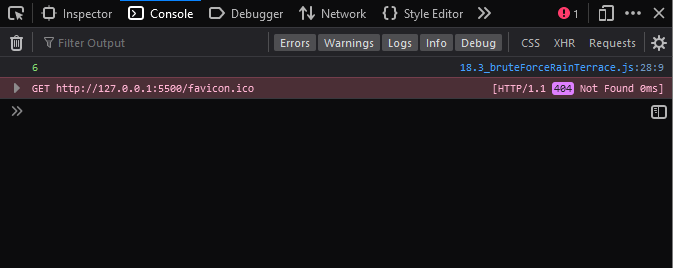 Inspector Console Debugger Network Style Editor 1
Filter Output Errors Warnings Logs Info Debug CSS XHR Requests
6 18.3_bruteForceRainTerrace.js:28:9
GET http://127.0.0.1:5500/favicon.ico [HTTP/1.1 404 Not Found 0ms]